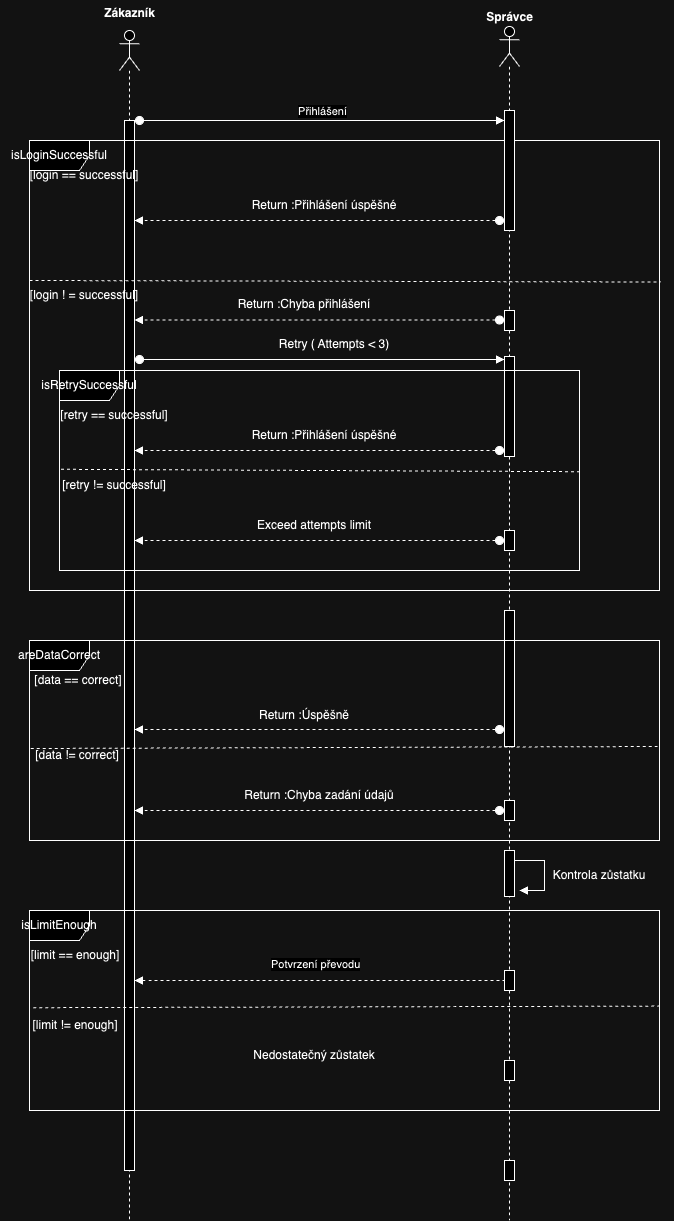 Zákazník
Správce
Přihlášení
isLoginSuccessful
[login == successful]
Return :Přihlášení úspěšné
[login ! = successful]
Return :Chyba přihlášení
Retry ( Attempts < 3)
isRetrySuccessful
[retry == successful]
Return :Přihlášení úspěšné
[retry != successful]
Exceed attempts limit
areDataCorrect
[data == correct]
Return :Úspěšně
[data != correct]
Return :Chyba zadání údajů
Kontrola zůstatku
isLimitEnough
[limit == enough]
Potvrzení převodu
[limit != enough]
Nedostatečný zůstatek